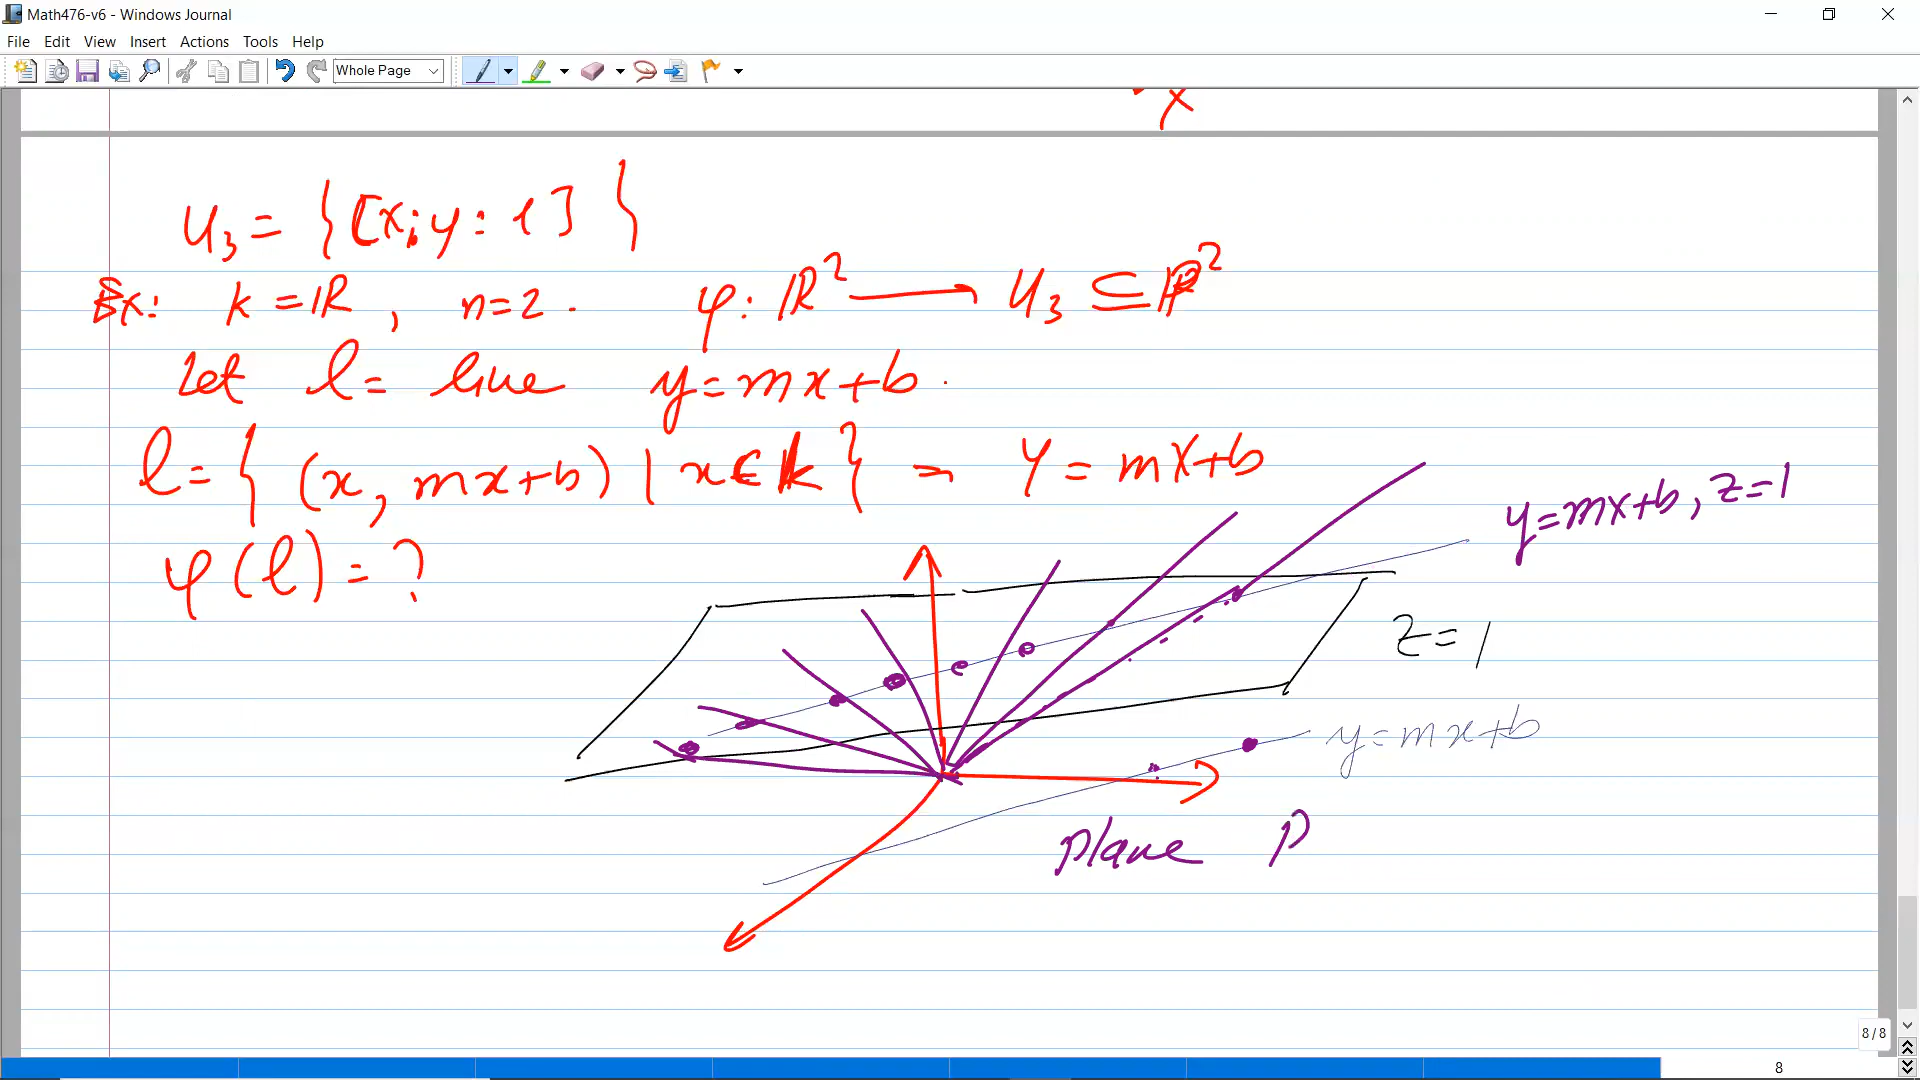 Math476-v6 - Windows Journal
File Edit View Insert Actions Tools Help
Whole Page
x
U₃ = { [x:y:1] }
Ex: k = ℝ, n=2. φ: ℝ² → U₃ ⊆ ℙ²
Let l = line y=mx+b.
l = { (x, mx+b) | x ∈ k } = Y = mX+b
y=mx+b, z=1
φ(l) = ?
z=1
y=mx+b
plane P
8 / 8
8